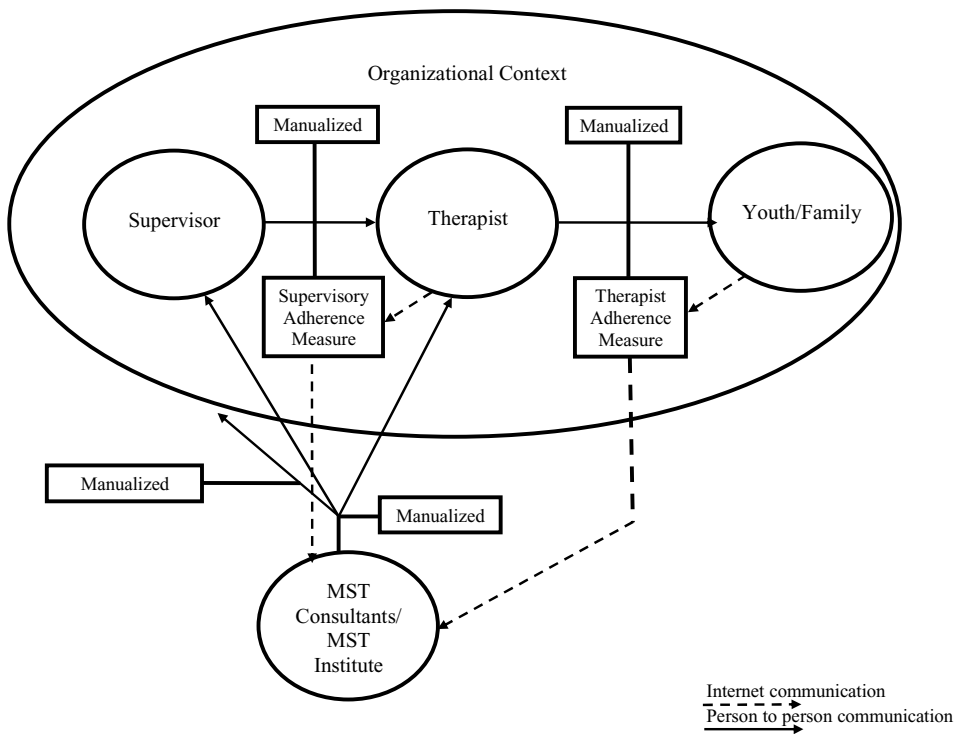 Organizational Context
Manualized
Manualized
Supervisor
Therapist
Youth/Family
Supervisory
Adherence
Measure
Therapist
Adherence
Measure
Manualized
Manualized
MST
Consultants/
MST
Institute
Internet communication
Person to person communication